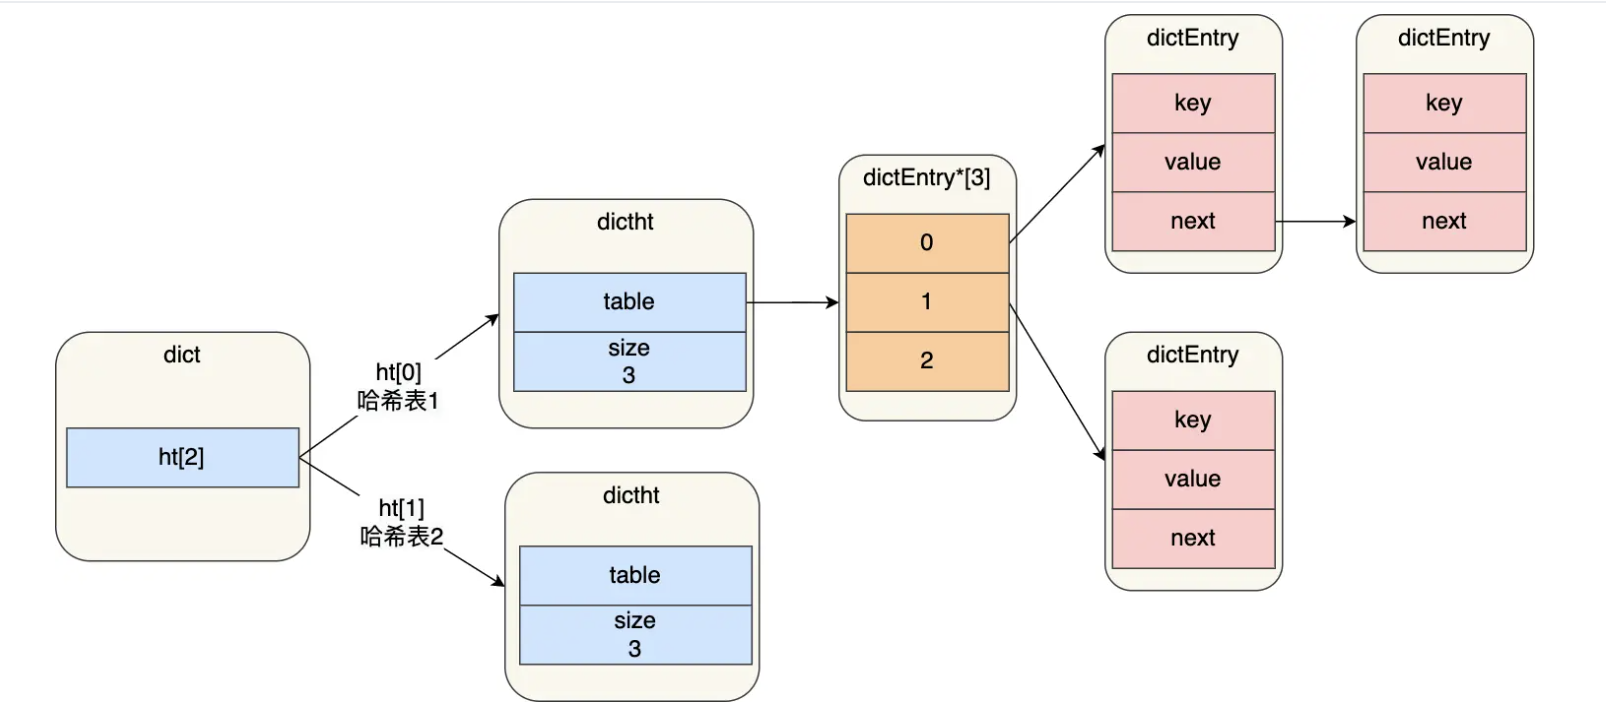 dict
ht[2]
ht[0]
哈希表1
ht[1]
哈希表2
dictht
table
size
3
dictht
table
size
3
dictEntry*[3]
0
1
2
dictEntry
key
value
next
dictEntry
key
value
next
dictEntry
key
value
next